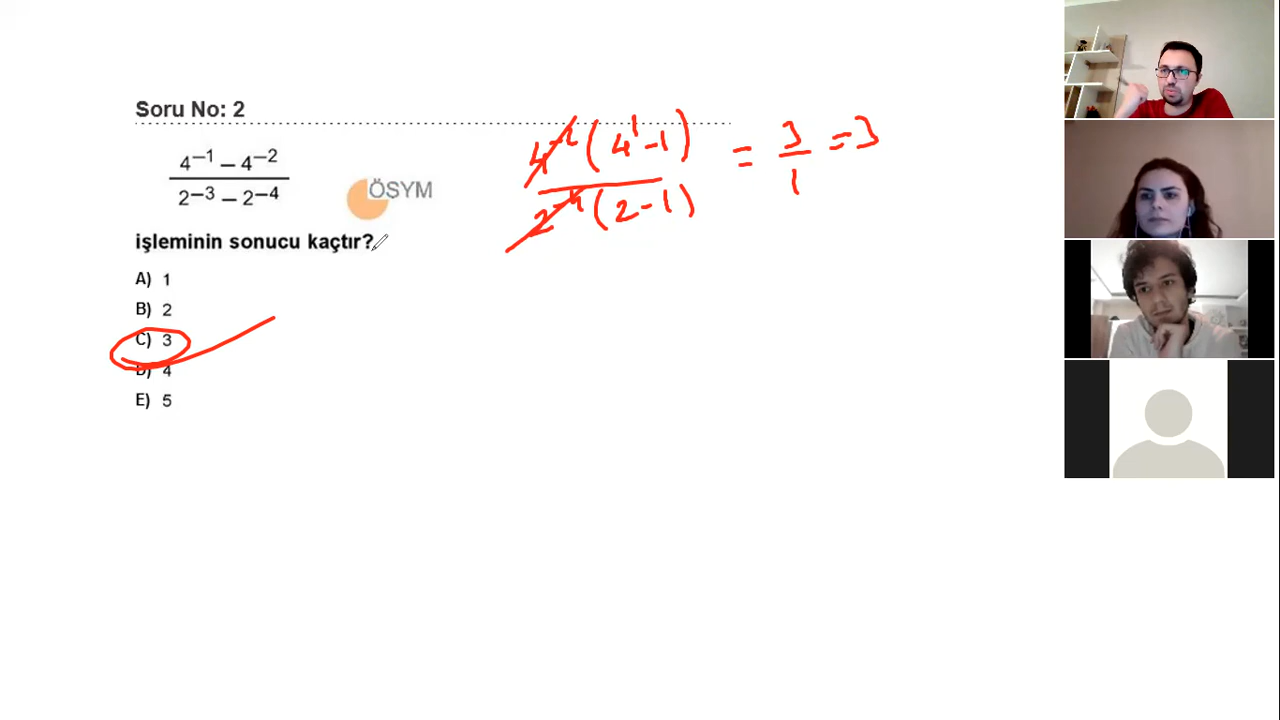 Soru No: 2
4⁻¹ – 4⁻²
2⁻³ – 2⁻⁴
ÖSYM
işleminin sonucu kaçtır?
A) 1
B) 2
C) 3
D) 4
E) 5
4⁻²(4¹-1)
2⁻⁴(2-1)
= 3/1 = 3